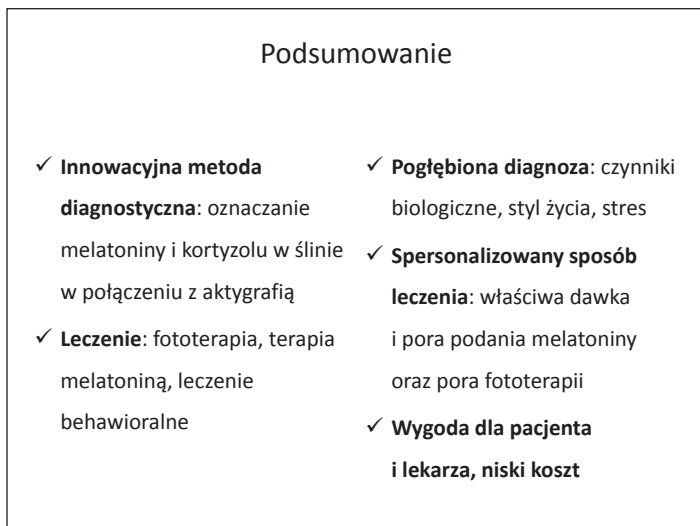 Podsumowanie
✓ Innowacyjna metoda
diagnostyczna: oznaczanie
melatoniny i kortyzolu w ślinie
w połączeniu z aktygrafią
✓ Leczenie: fototerapia, terapia
melatoniną, leczenie
behawioralne
✓ Pogłębiona diagnoza: czynniki
biologiczne, styl życia, stres
✓ Spersonalizowany sposób
leczenia: właściwa dawka
i pora podania melatoniny
oraz pora fototerapii
✓ Wygoda dla pacjenta
i lekarza, niski koszt